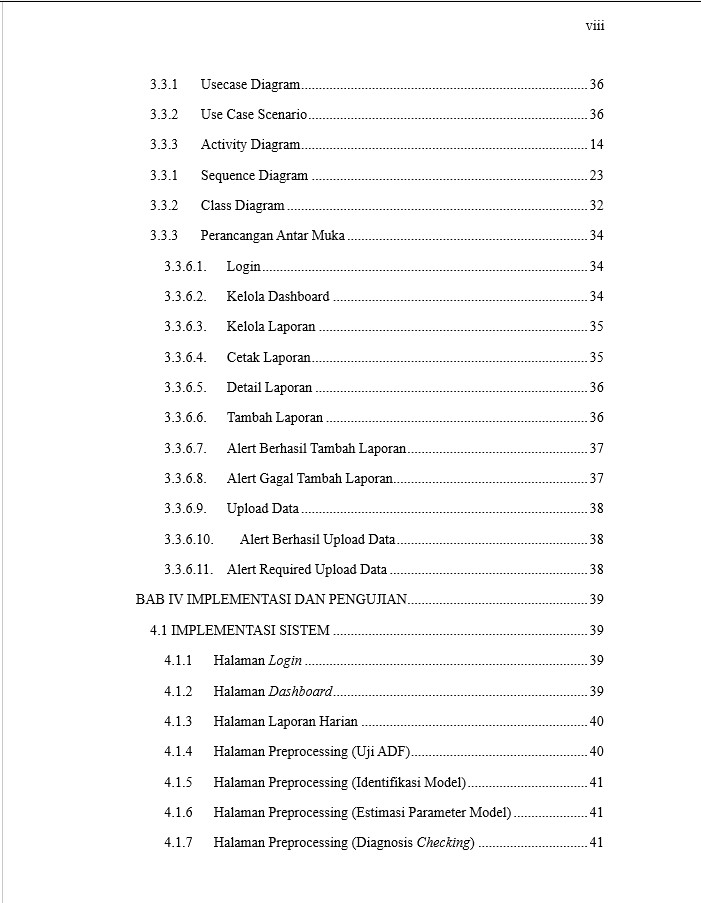 viii
3.3.1 Usecase Diagram 36
3.3.2 Use Case Scenario 36
3.3.3 Activity Diagram 14
3.3.1 Sequence Diagram 23
3.3.2 Class Diagram 32
3.3.3 Perancangan Antar Muka 34
3.3.6.1. Login 34
3.3.6.2. Kelola Dashboard 34
3.3.6.3. Kelola Laporan 35
3.3.6.4. Cetak Laporan 35
3.3.6.5. Detail Laporan 36
3.3.6.6. Tambah Laporan 36
3.3.6.7. Alert Berhasil Tambah Laporan 37
3.3.6.8. Alert Gagal Tambah Laporan 37
3.3.6.9. Upload Data 38
3.3.6.10. Alert Berhasil Upload Data 38
3.3.6.11. Alert Required Upload Data 38
BAB IV IMPLEMENTASI DAN PENGUJIAN 39
4.1 IMPLEMENTASI SISTEM 39
4.1.1 Halaman Login 39
4.1.2 Halaman Dashboard 39
4.1.3 Halaman Laporan Harian 40
4.1.4 Halaman Preprocessing (Uji ADF) 40
4.1.5 Halaman Preprocessing (Identifikasi Model) 41
4.1.6 Halaman Preprocessing (Estimasi Parameter Model) 41
4.1.7 Halaman Preprocessing (Diagnosis Checking) 41